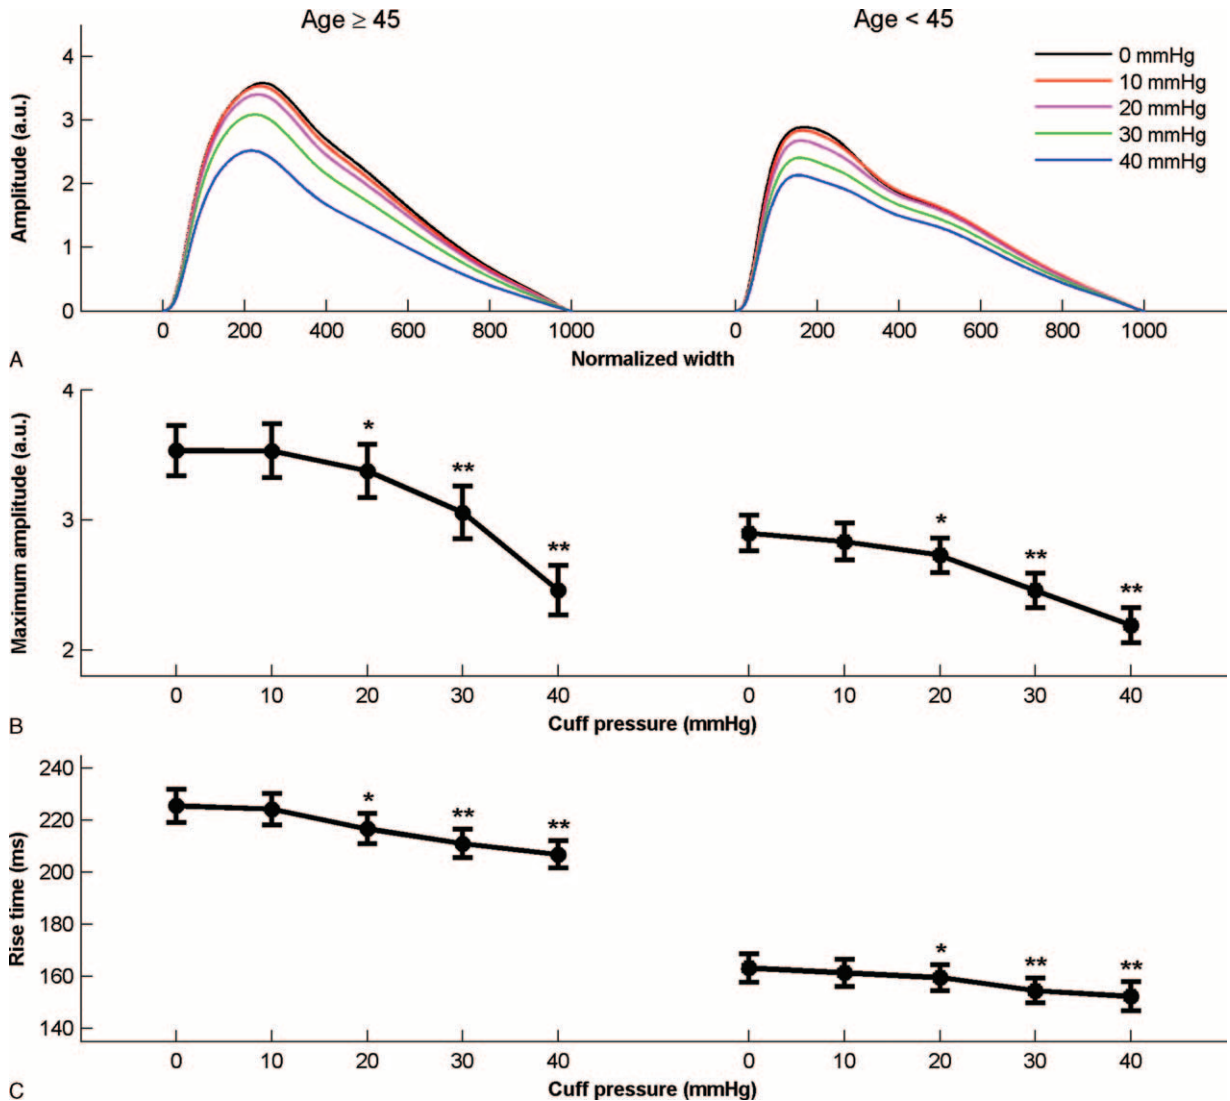 Age ≥ 45
Age < 45
0 mmHg
10 mmHg
20 mmHg
30 mmHg
40 mmHg
Amplitude (a.u.)
4
3
2
1
0
0 200 400 600 800 1000
0 200 400 600 800 1000
Normalized width
A
Maximum amplitude (a.u.)
4
3
2
* ** **
* ** **
0 10 20 30 40
0 10 20 30 40
Cuff pressure (mmHg)
B
Rise time (ms)
240
220
200
180
160
140
* ** **
* ** **
0 10 20 30 40
0 10 20 30 40
Cuff pressure (mmHg)
C